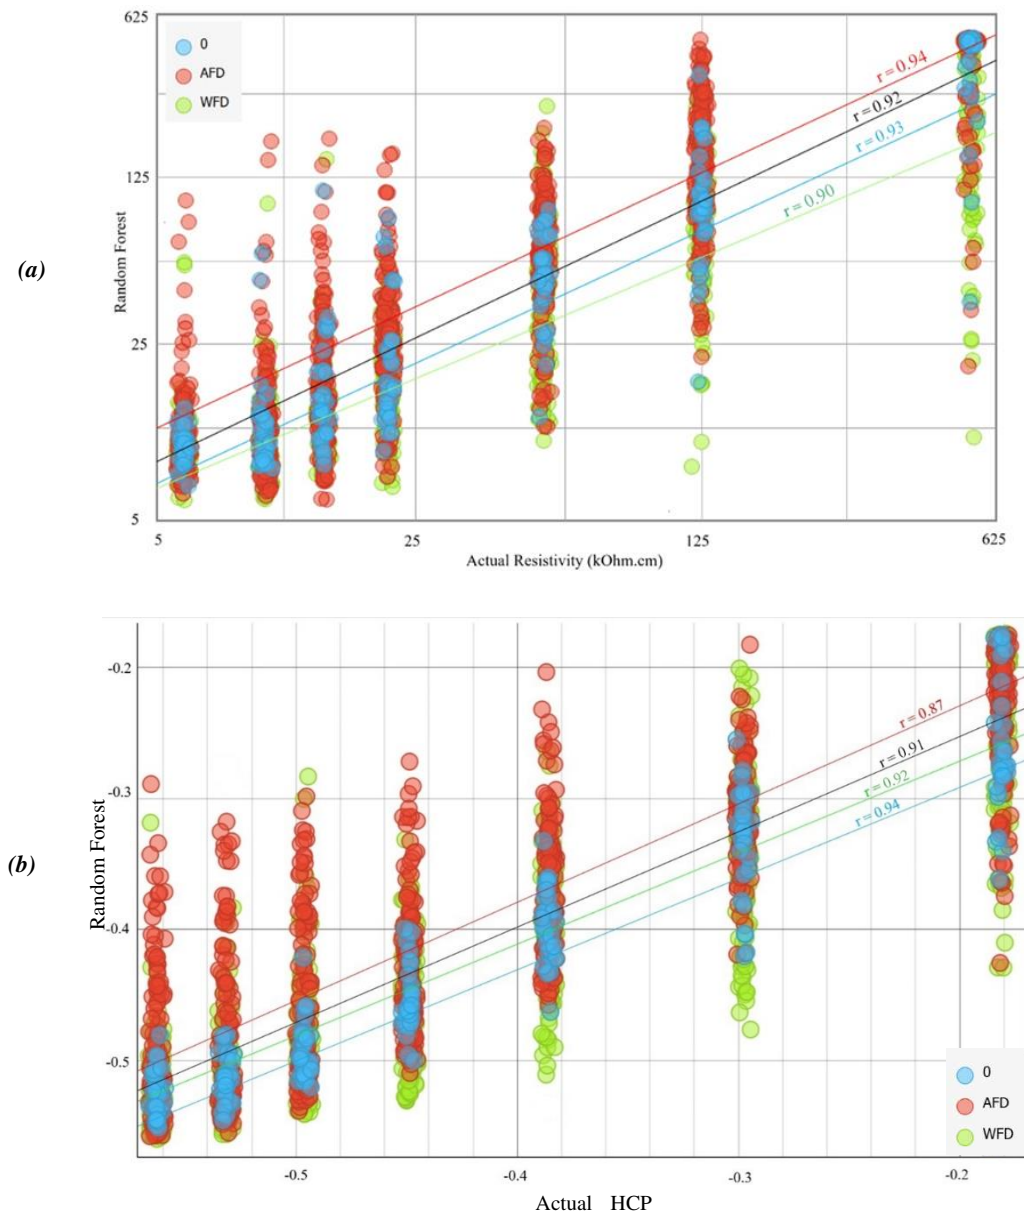 625
0
AFD
WFD
r = 0.94
r = 0.92
r = 0.93
r = 0.90
125
25
5
Random Forest
(a)
5 25 125 625
Actual Resistivity (kOhm.cm)
-0.2
r = 0.87
r = 0.91
r = 0.92
r = 0.94
-0.3
-0.4
-0.5
Random Forest
(b)
0
AFD
WFD
-0.5 -0.4 -0.3 -0.2
Actual HCP